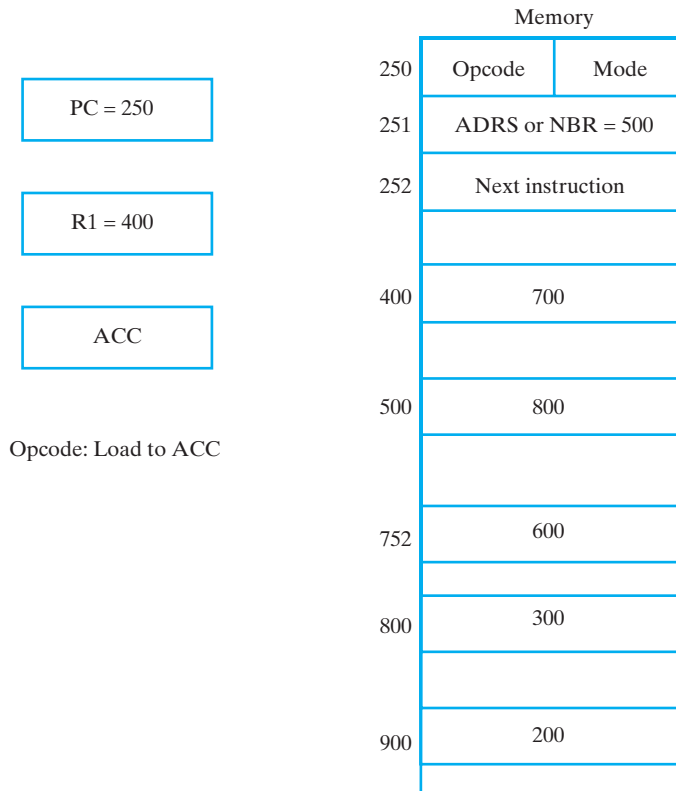 Memory
250 Opcode Mode
PC = 250
251 ADRS or NBR = 500
252 Next instruction
R1 = 400
400 700
ACC
500 800
Opcode: Load to ACC
752 600
800 300
900 200